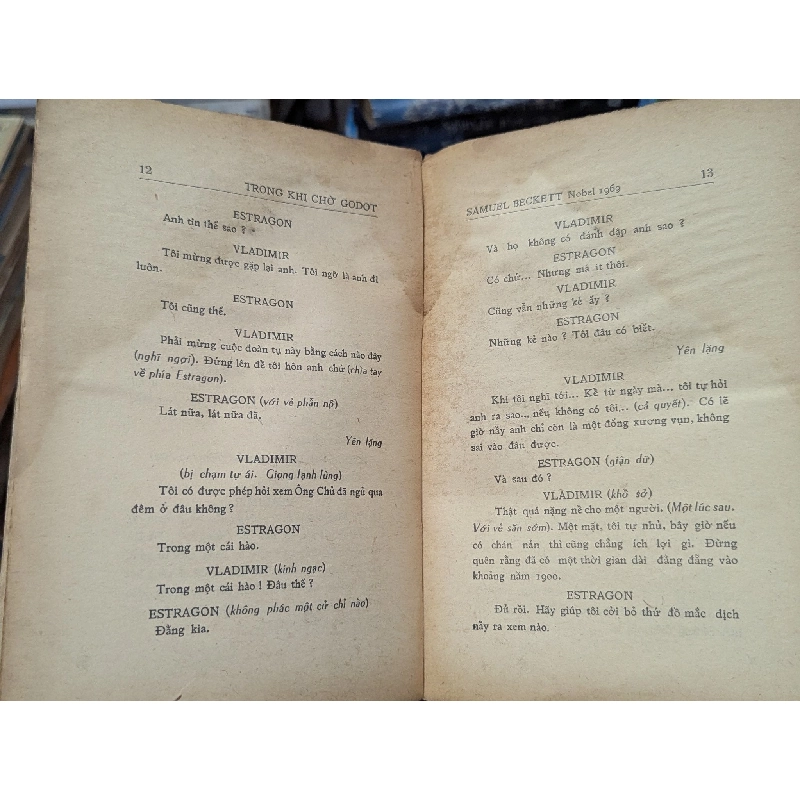 12
TRONG KHI CHỜ GODOT
ESTRAGON
Anh tin thế sao ?
VLADIMIR
Tôi mừng được gặp lại anh. Tôi ngỡ là anh đi
luôn.
ESTRAGON
Tôi cũng thế.
VLADIMIR
Phải mừng cuộc đoàn tụ này bằng cách nào đây
(nghĩ ngợi). Đứng lên để tôi hôn anh chứ (chìa tay
về phía Estragon).
ESTRAGON (với vẻ phẫn nộ)
Lát nữa, lát nữa đã.
Yên lặng
VLADIMIR
(bị chạm tự ái. Giọng lạnh lùng)
Tôi có được phép hỏi xem Ông Chủ đã ngủ qua
đêm ở đâu không ?
ESTRAGON
Trong một cái hào.
VLADIMIR (kinh ngạc)
Trong một cái hào ! Đâu thế ?
ESTRAGON (không phác một cử chỉ nào)
Đằng kia.
SAMUEL BECKETT Nobel 1969
13
VLADIMIR
Và họ không có đánh đập anh sao ?
ESTRAGON
Có chứ... Nhưng mà ít thôi.
VLADIMIR
Cũng vẫn những kẻ ấy ?
ESTRAGON
Những kẻ nào ? Tôi đâu có biết.
Yên lặng
VLADIMIR
Khi tôi nghĩ tới... Kể từ ngày mà... tôi tự hỏi
anh ra sao... nếu không có tôi... (cả quyết). Có lẽ
giờ nầy anh chỉ còn là một đống xương vụn, không
sai vào đâu được.
ESTRAGON (giận dữ)
Và sau đó ?
VLADIMIR (khổ sở)
Thật quá nặng nề cho một người. (Một lúc sau.
Với vẻ săn sóm). Một mặt, tôi tự nhủ, bây giờ nếu
có chán nản thì cũng chẳng ích lợi gì. Đừng
quên rằng đã có một thời gian dài đằng đẵng vào
khoảng năm 1900.
ESTRAGON
Đủ rồi. Hãy giúp tôi cởi bỏ thứ đồ mắc dịch
nầy ra xem nào.